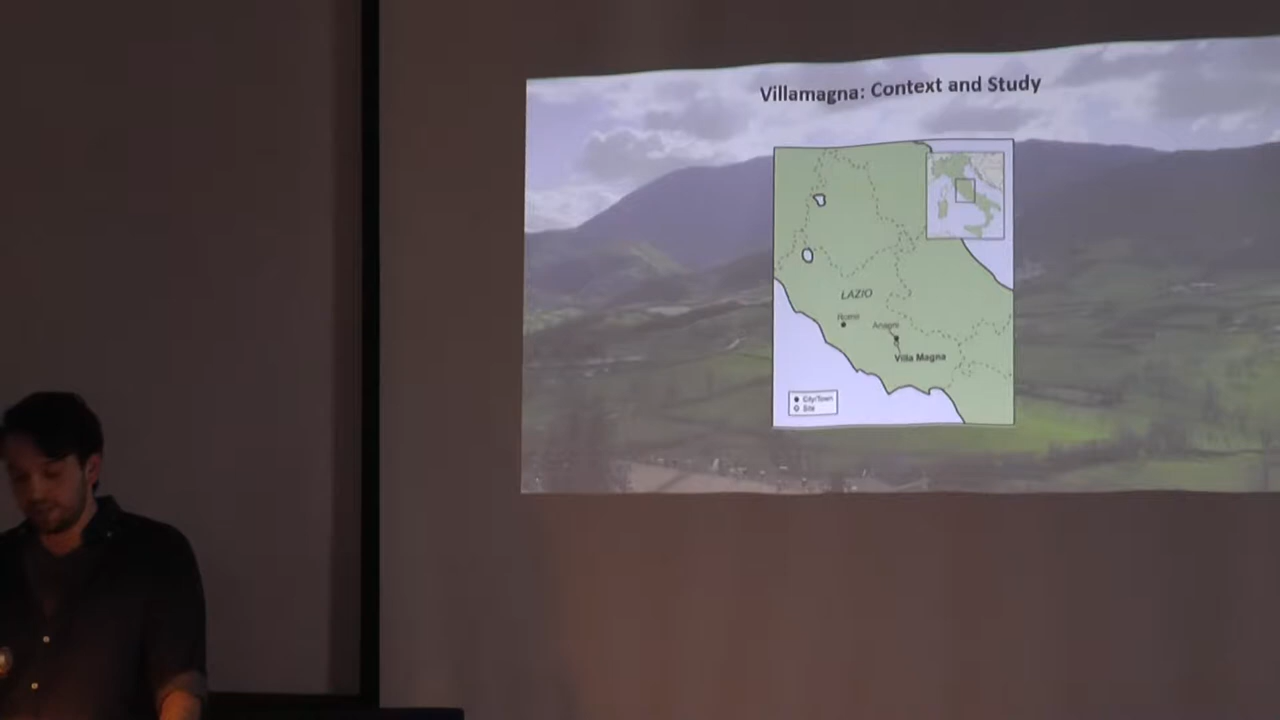 Villamagna: Context and Study
LAZIO
Rome
Anagni
Villa Magna
City/Town
Site